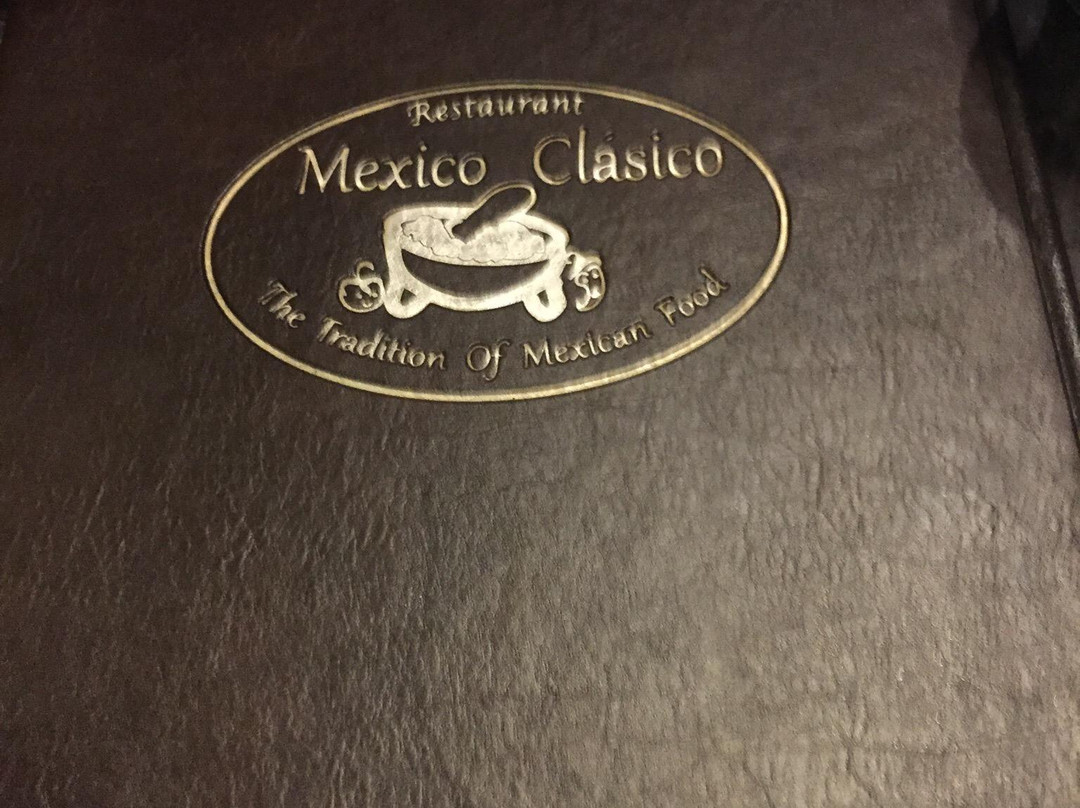 Restaurant
Mexico Clásico
The Tradition Of Mexican Food